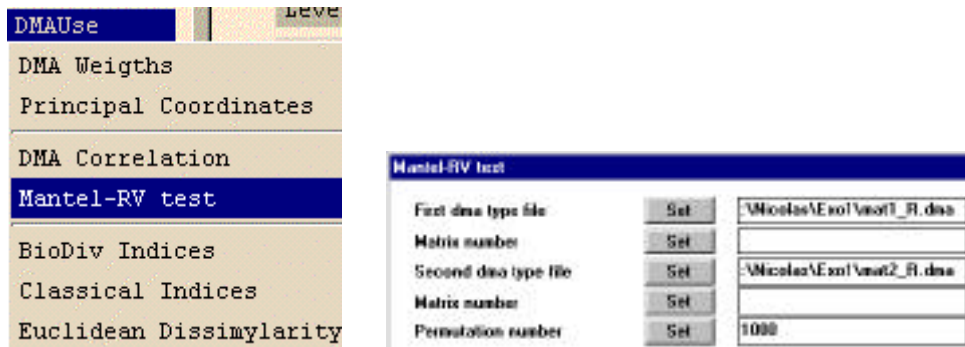 DMAUse
Leve
DMA Weigths
Principal Coordinates
DMA Correlation
Mantel-RV test
BioDiv Indices
Classical Indices
Euclidean Dissimylarity
Mantel-RV test
First dma type file Set :\Nicolas\Exo1\mat1_R.dma
Matrix number Set
Second dma type file Set :\Nicolas\Exo1\mat2_R.dma
Matrix number Set
Permutation number Set 1000